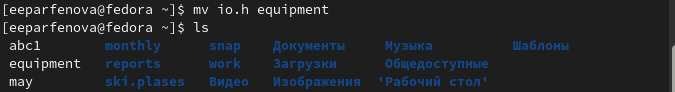 [eeparfenova@fedora ~]$ mv io.h equipment
[eeparfenova@fedora ~]$ ls
abc1 monthly snap Документы Музыка Шаблоны
equipment reports work Загрузки Общедоступные
may ski.plases Видео Изображения 'Рабочий стол'